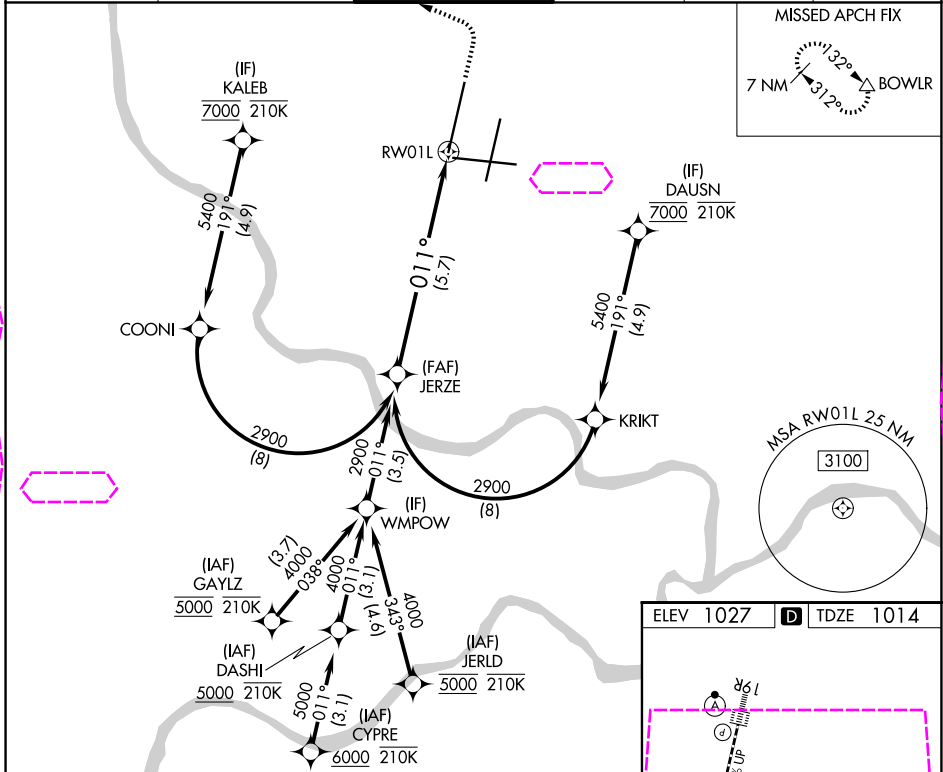 MISSED APCH FIX
132°
7 NM
BOWLR
312°
(IF)
KALEB
7000 210K
RW01L
(IF)
DAUSN
7000 210K
5400
191°
(4.9)
011°
(5.7)
5400
191°
(4.9)
COONI
(FAF)
JERZE
KRIKT
2900
(8)
2900
011°
(3.5)
2900
(8)
MSA RW01L 25 NM
3100
(IF)
WMPOW
(3.7)
4000
038°
4000
011°
(3.1)
4000
343°
(4.6)
(IAF)
GAYLZ
5000 210K
(IAF)
DASHI
5000 210K
(IAF)
JERLD
5000 210K
5000
011°
(3.1)
(IAF)
CYPRE
6000 210K
ELEV 1027 D TDZE 1014
19R
A
P
UP